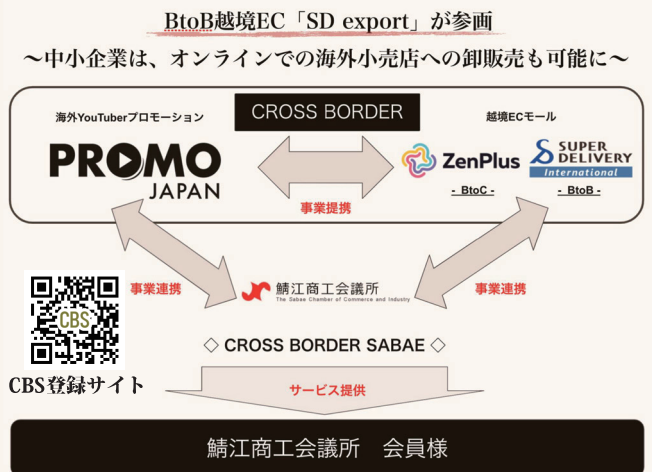 BtoB越境EC「SD export」が参画
〜中小企業は、オンラインでの海外小売店への卸販売も可能に〜
海外YouTuberプロモーション
CROSS BORDER
越境ECモール
PROMO
JAPAN
ZenPlus
- BtoC -
SUPER
DELIVERY
International
- BtoB -
事業提携
事業連携
鯖江商工会議所
The Sabae Chamber of Commerce and Industry
事業連携
CBS
CBS登録サイト
◇ CROSS BORDER SABAE ◇
サービス提供
鯖江商工会議所 会員様